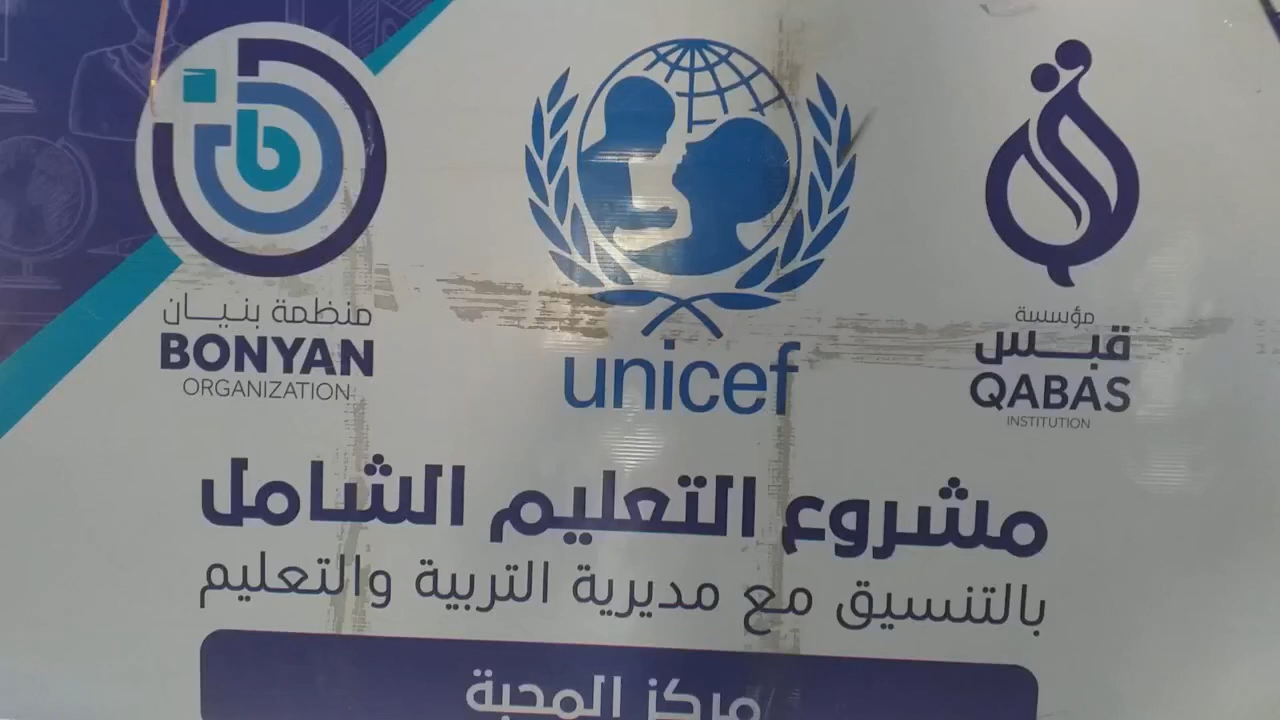 منظمة بنيان
BONYAN
ORGANIZATION
unicef
مؤسسة
قبس
QABAS
INSTITUTION
مشروع التعليم الشامل
بالتنسيق مع مديرية التربية والتعليم
مركز المحبة